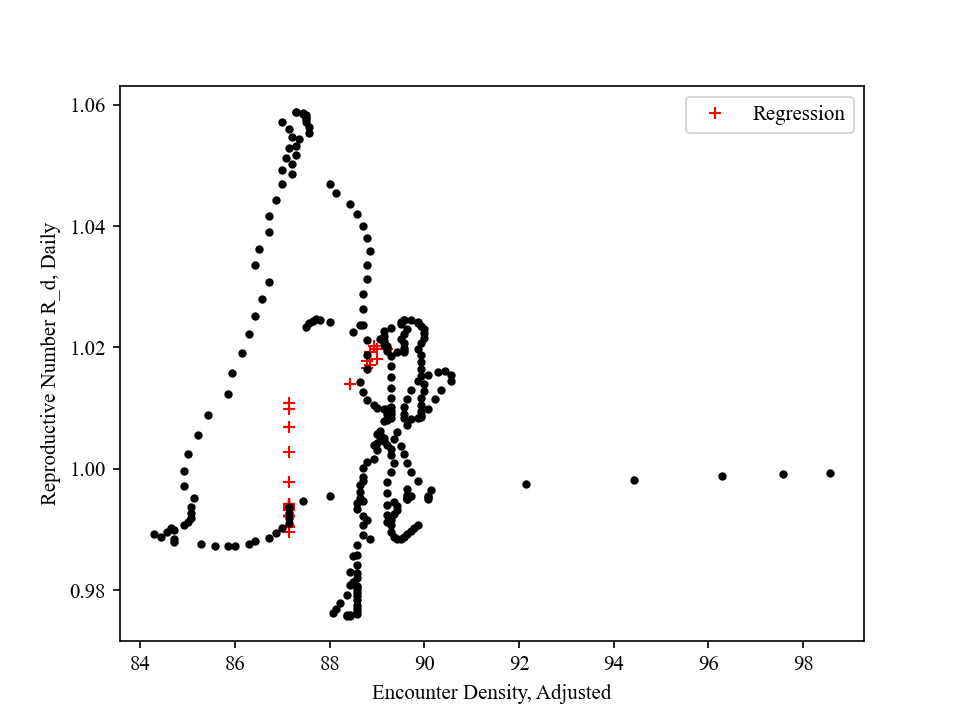 Regression
1.06
1.04
1.02
1.00
0.98
Reproductive Number R_d, Daily
84 86 88 90 92 94 96 98
Encounter Density, Adjusted